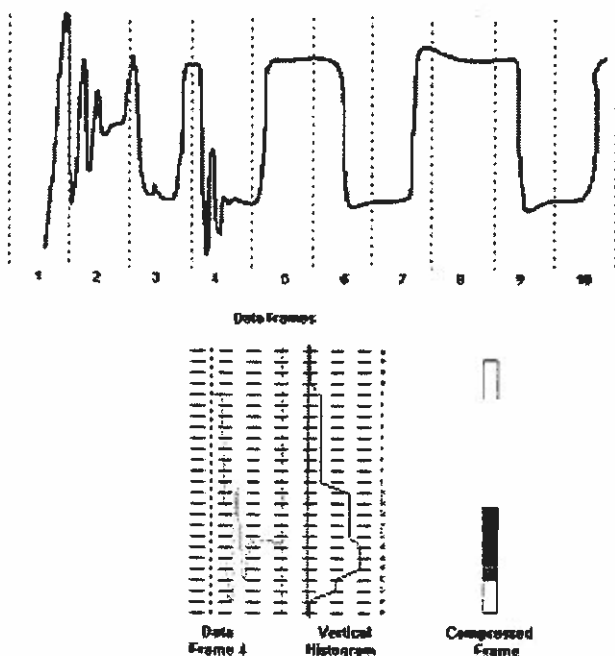 1 2 3 4 5 6 7 8 9 10
Data Frames
Data Frame 4
Vertical Histogram
Compressed Frame